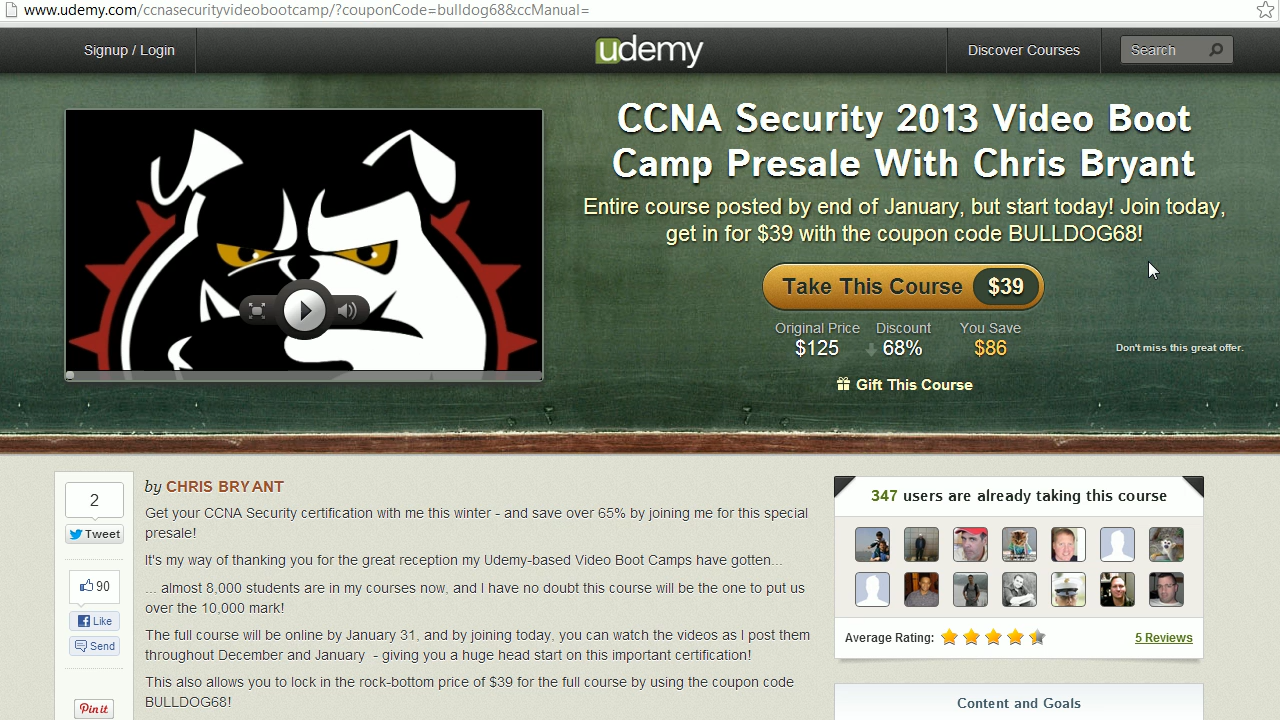 www.udemy.com/ccnasecurityvideobootcamp/?couponCode=bulldog68&ccManual=
Signup / Login
udemy
Discover Courses
Search
CCNA Security 2013 Video Boot
Camp Presale With Chris Bryant
Entire course posted by end of January, but start today! Join today,
get in for $39 with the coupon code BULLDOG68!
Take This Course $39
Original Price Discount You Save
$125 68% $86
Don't miss this great offer.
Gift This Course
2
Tweet
90
Like
Send
Pin it
by CHRIS BRYANT
Get your CCNA Security certification with me this winter - and save over 65% by joining me for this special
presale!
It's my way of thanking you for the great reception my Udemy-based Video Boot Camps have gotten...
... almost 8000 students are in my courses now, and I have no doubt this course will be the one to put us
over the 10,000 mark!
The full course will be online by January 31, and by joining today, you can watch the videos as I post them
throughout December and January - giving you a huge head start on this important certification!
This also allows you to lock in the rock-bottom price of $39 for the full course by using the coupon code
BULLDOG68!
347 users are already taking this course
Average Rating:
5 Reviews
Content and Goals